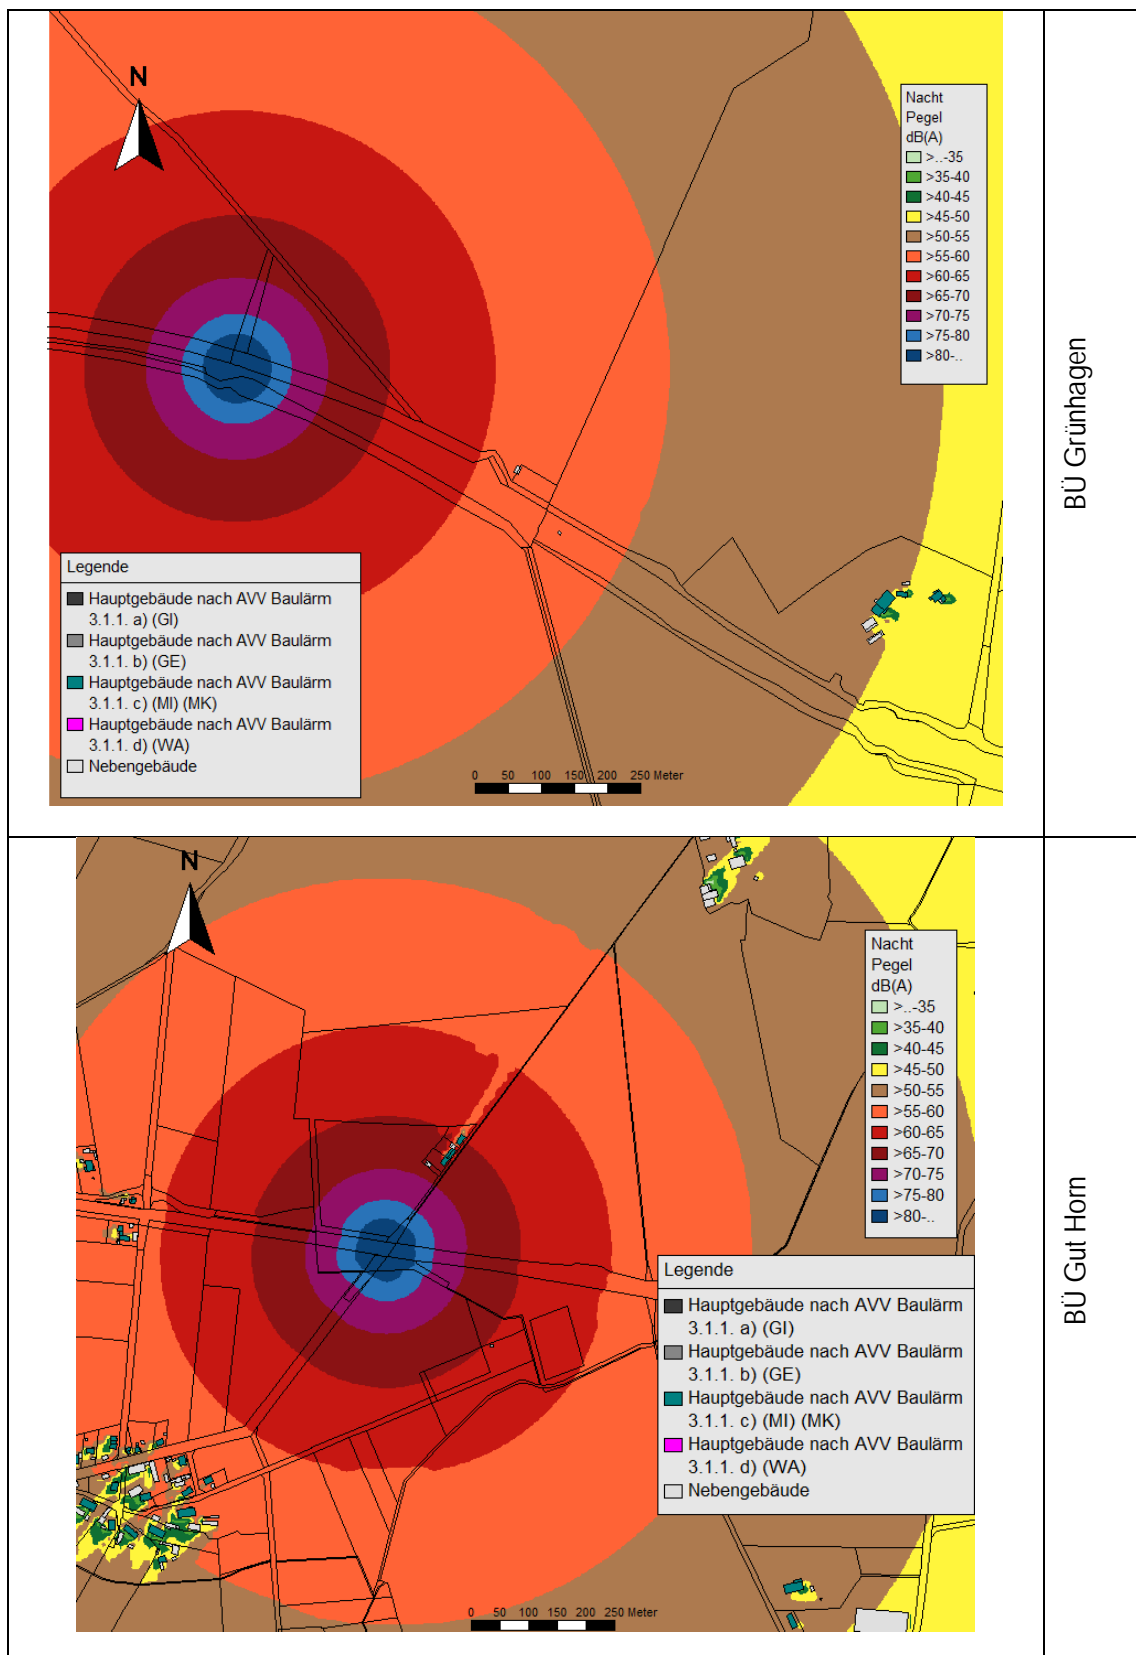 N
Nacht
Pegel
dB(A)
>..-35
>35-40
>40-45
>45-50
>50-55
>55-60
>60-65
>65-70
>70-75
>75-80
>80-..
Legende
Hauptgebäude nach AVV Baulärm
3.1.1. a) (GI)
Hauptgebäude nach AVV Baulärm
3.1.1. b) (GE)
Hauptgebäude nach AVV Baulärm
3.1.1. c) (MI) (MK)
Hauptgebäude nach AVV Baulärm
3.1.1. d) (WA)
Nebengebäude
0 50 100 150 200 250 Meter
BÜ Grünhagen
N
Nacht
Pegel
dB(A)
>..-35
>35-40
>40-45
>45-50
>50-55
>55-60
>60-65
>65-70
>70-75
>75-80
>80-..
Legende
Hauptgebäude nach AVV Baulärm
3.1.1. a) (GI)
Hauptgebäude nach AVV Baulärm
3.1.1. b) (GE)
Hauptgebäude nach AVV Baulärm
3.1.1. c) (MI) (MK)
Hauptgebäude nach AVV Baulärm
3.1.1. d) (WA)
Nebengebäude
0 50 100 150 200 250 Meter
BÜ Gut Horn